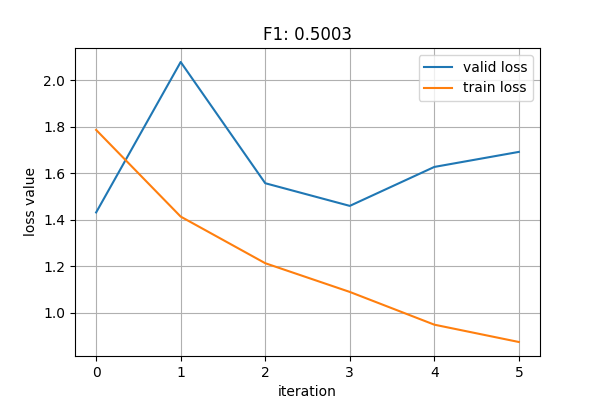 F1: 0.5003
valid loss
train loss
2.0
1.8
1.6
1.4
1.2
1.0
loss value
0 1 2 3 4 5
iteration